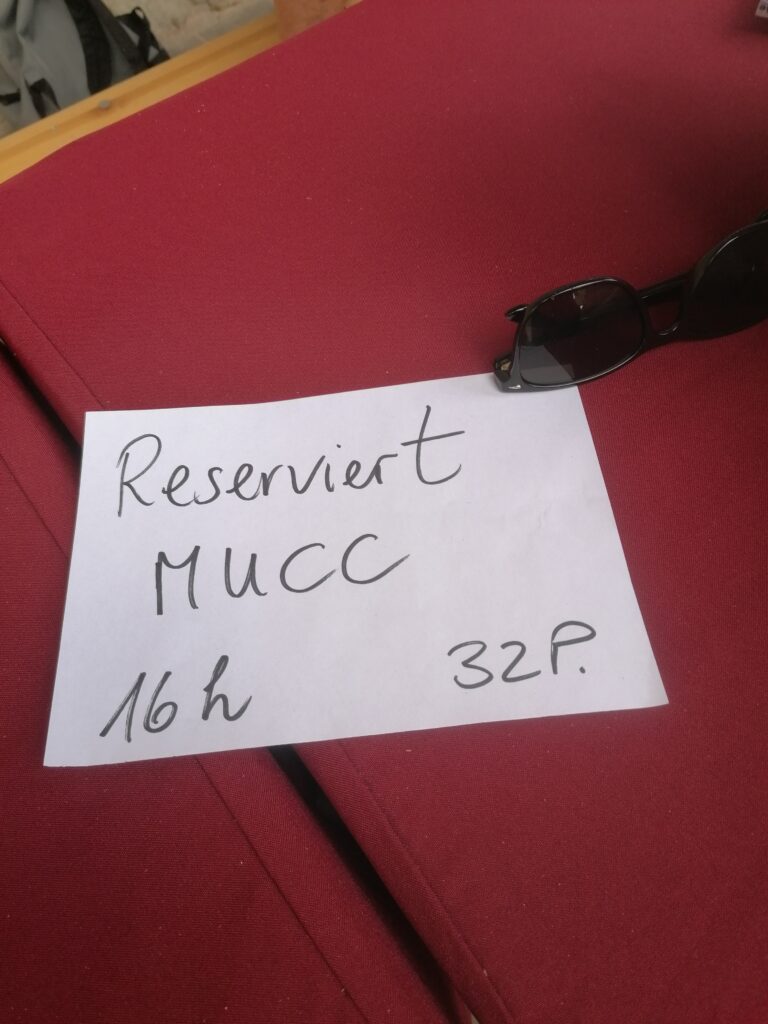 Reserviert
MUCC
16h 32P.